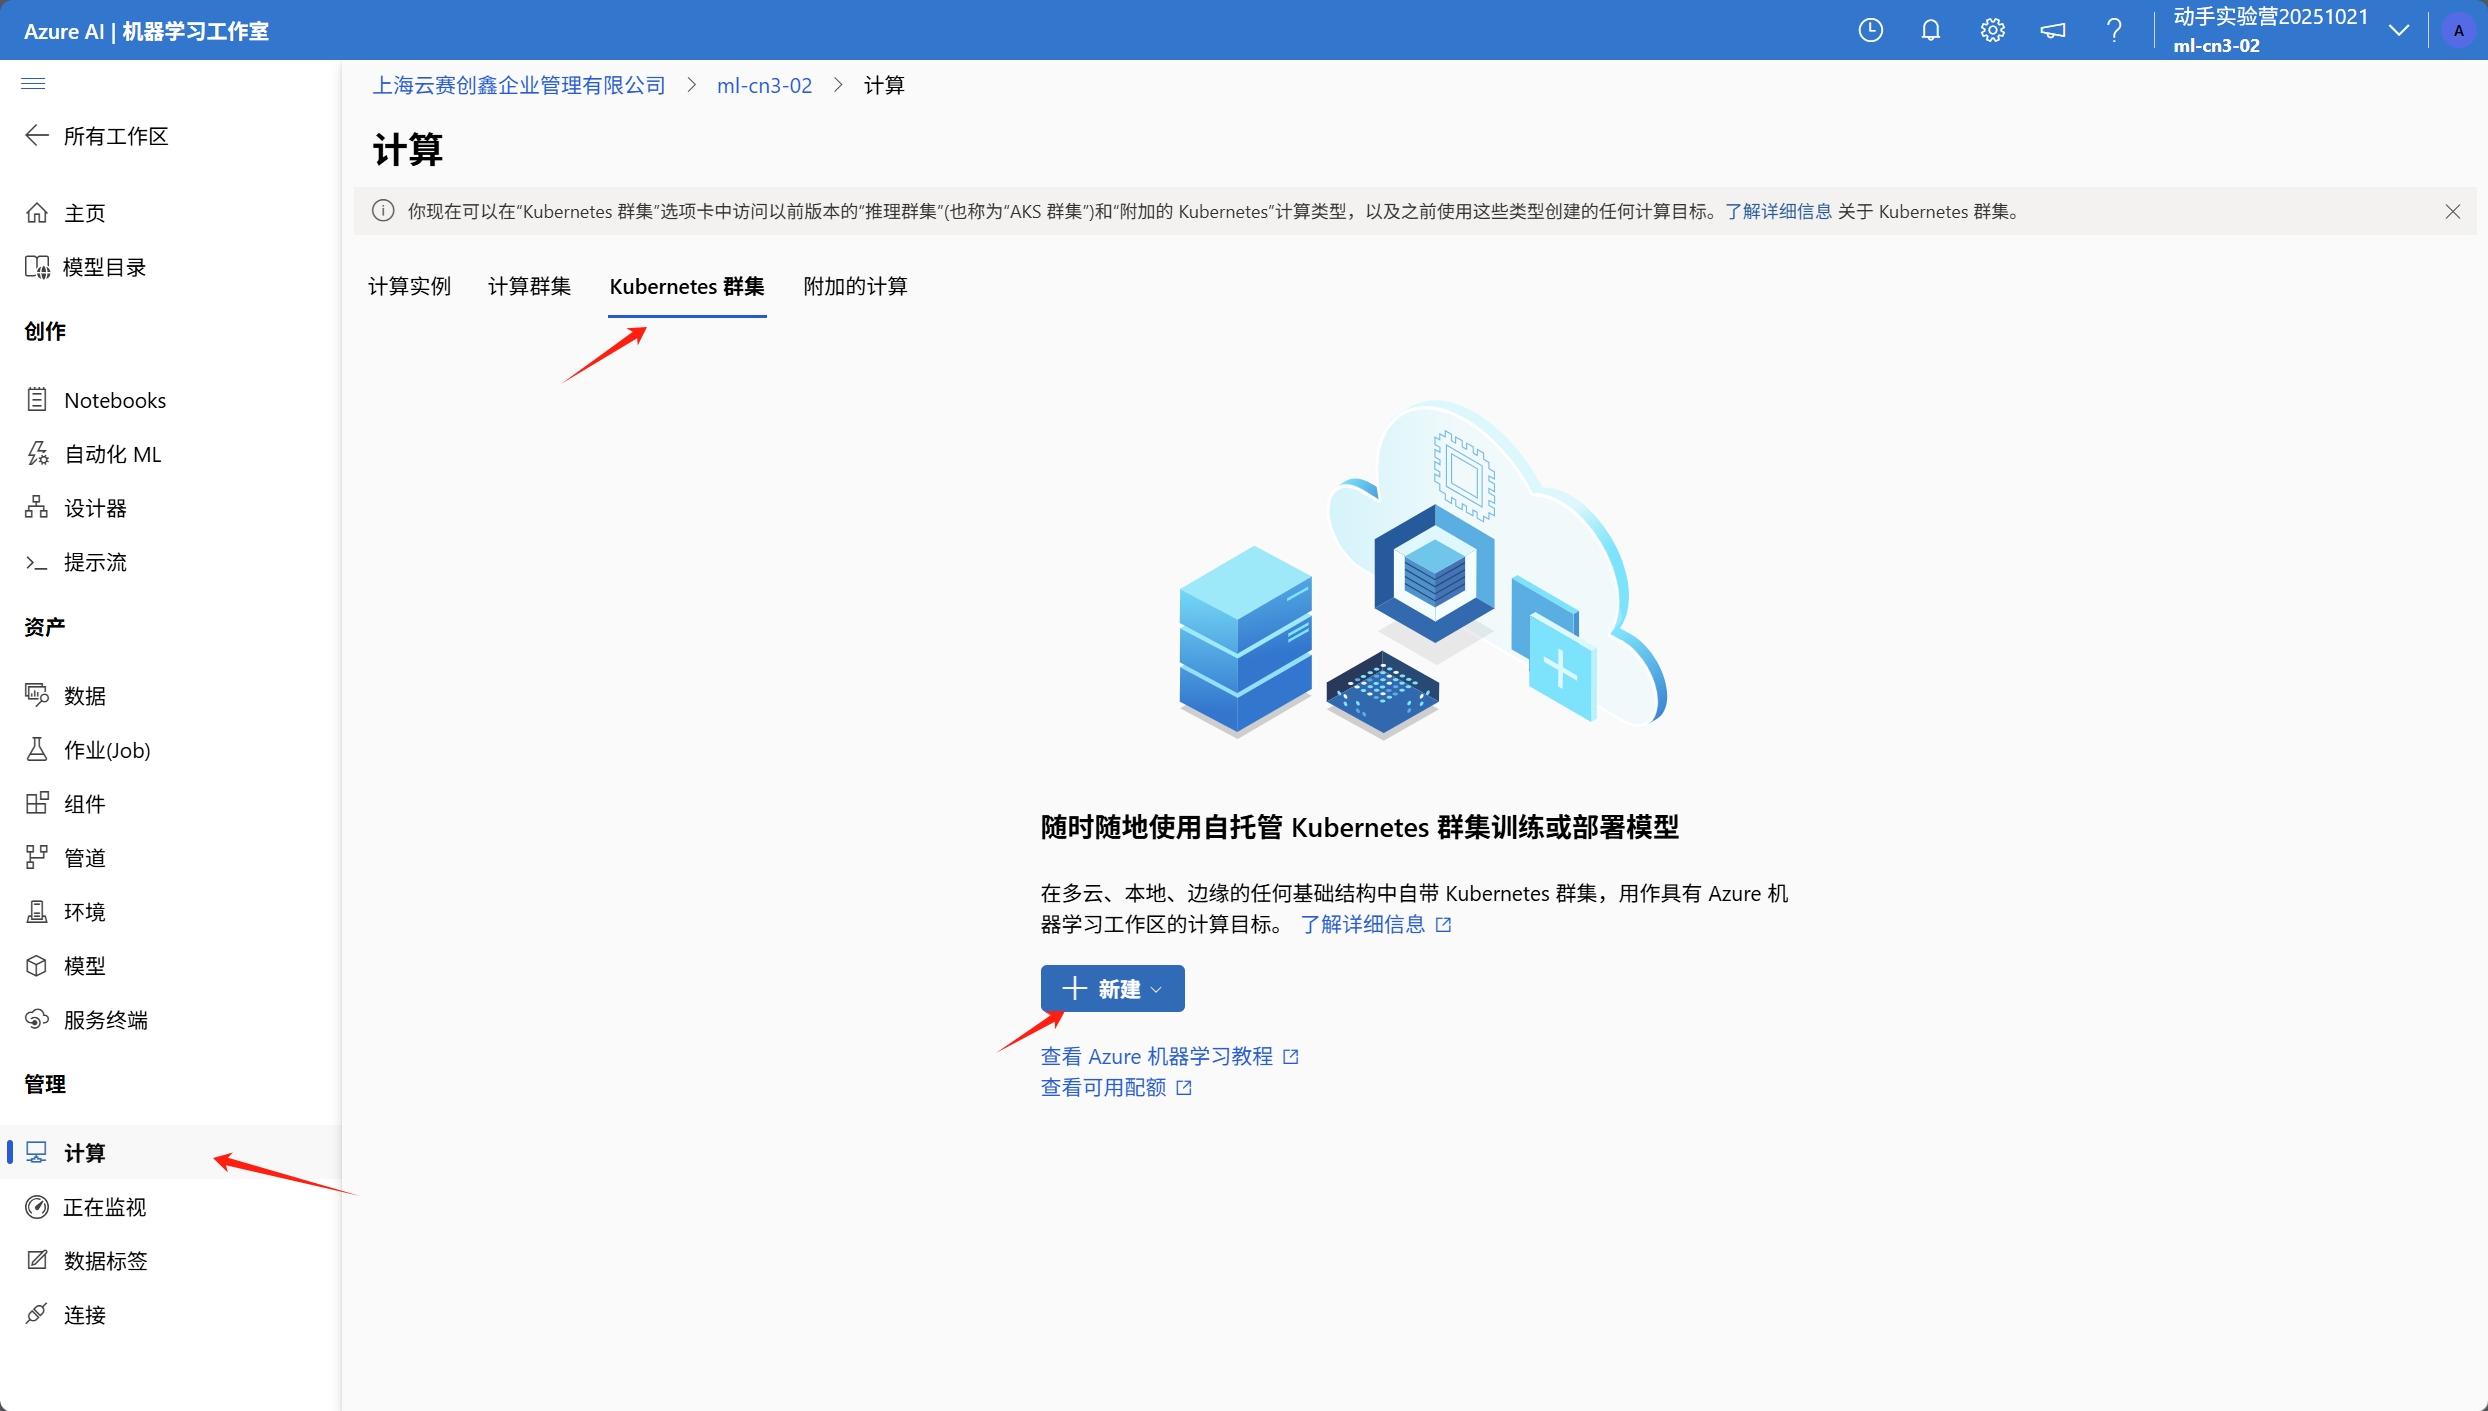 Azure AI | 机器学习工作室
动手实验营20251021
ml-cn3-02
A
所有工作区
主页
模型目录
创作
Notebooks
自动化 ML
设计器
提示流
资产
数据
作业(Job)
组件
管道
环境
模型
服务终端
管理
计算
正在监视
数据标签
连接
上海云赛创鑫企业管理有限公司 > ml-cn3-02 > 计算
计算
你现在可以在“Kubernetes 群集”选项卡中访问以前版本的“推理群集”(也称为“AKS 群集”)和“附加的 Kubernetes”计算类型，以及之前使用这些类型创建的任何计算目标。了解详细信息 关于 Kubernetes 群集。
计算实例 计算群集 Kubernetes 群集 附加的计算
随时随地使用自托管 Kubernetes 群集训练或部署模型
在多云、本地、边缘的任何基础结构中自带 Kubernetes 群集，用作具有 Azure 机
器学习工作区的计算目标。 了解详细信息
新建
查看 Azure 机器学习教程
查看可用配额